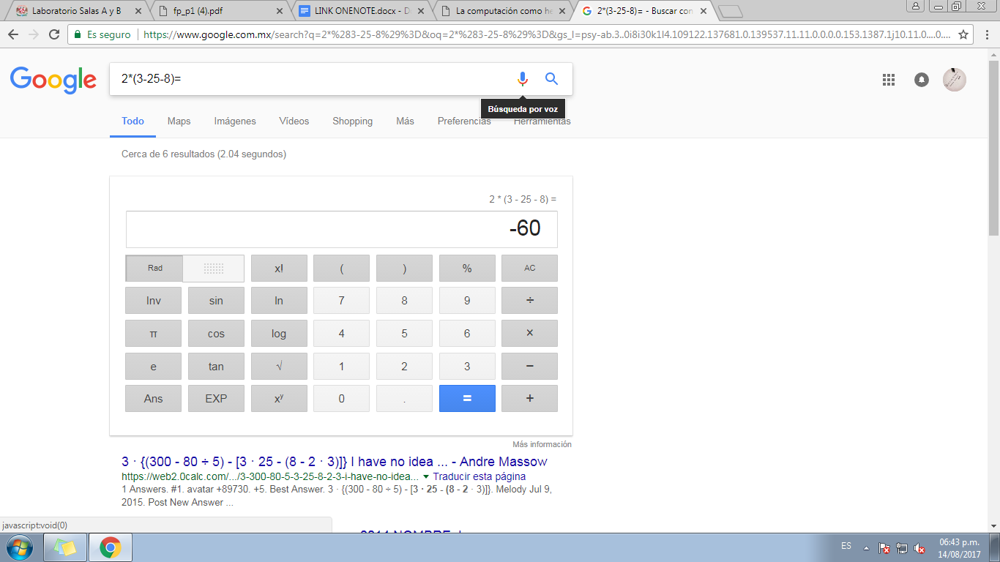 Laboratorio Salas A y B
fp_p1 (4).pdf
LINK ONENOTE.docx - D
La computación como he
2*(3-25-8)= - Buscar con
Es seguro
https://www.google.com.mx/search?q=2*%283-25-8%29%3D&oq=2*%283-25-8%29%3D&gs_l=psy-ab.3..0i8i30k1l4.109122.137681.0.139537.11.11.0.0.0.0.153.1387.1j10.11.0....0....
Google
2*(3-25-8)=
Búsqueda por voz
Todo Maps Imágenes Vídeos Shopping Más Preferencias Herramientas
Cerca de 6 resultados (2.04 segundos)
2 * (3 - 25 - 8) =
-60
Rad x! ( ) % AC
Inv sin ln 7 8 9 ÷
π cos log 4 5 6 ×
e tan √ 1 2 3 −
Ans EXP xʸ 0 . = +
Más información
3 · {(300 - 80 ÷ 5) - [3 · 25 - (8 - 2 · 3)]} I have no idea ... - Andre Massow
https://web2.0calc.com/.../3-300-80-5-3-25-8-2-3-i-have-no-idea... Traducir esta página
1 Answers. #1. avatar +89730. +5. Best Answer. 3 · {(300 - 80 ÷ 5) - [3 · 25 - (8 - 2 · 3)]}. Melody Jul 9,
2015. Post New Answer ...
javascript:void(0)
ES
06:43 p.m.
14/08/2017